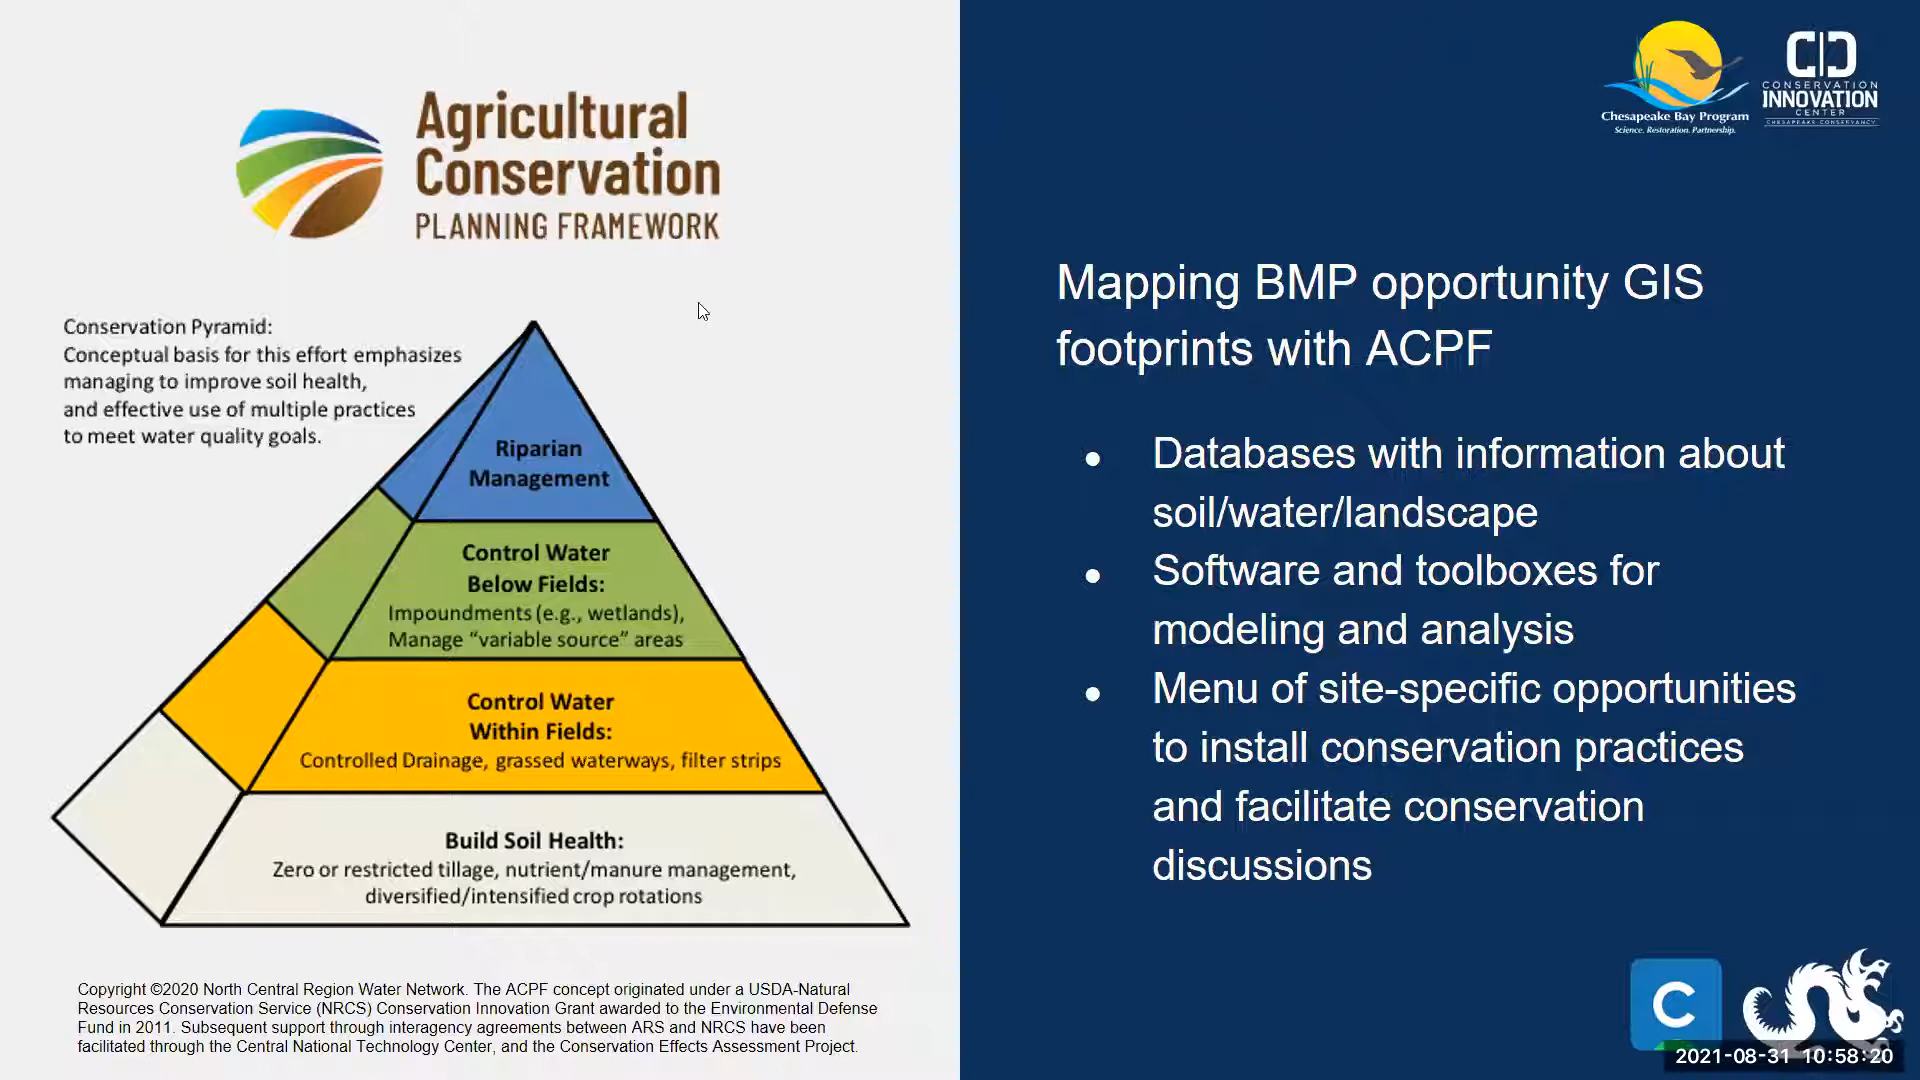 Agricultural
Conservation
PLANNING FRAMEWORK
Conservation Pyramid:
Conceptual basis for this effort emphasizes
managing to improve soil health,
and effective use of multiple practices
to meet water quality goals.
Riparian
Management
Control Water
Below Fields:
Impoundments (e.g., wetlands),
Manage “variable source” areas
Control Water
Within Fields:
Controlled Drainage, grassed waterways, filter strips
Build Soil Health:
Zero or restricted tillage, nutrient/manure management,
diversified/intensified crop rotations
Copyright ©2020 North Central Region Water Network. The ACPF concept originated under a USDA-Natural
Resources Conservation Service (NRCS) Conservation Innovation Grant awarded to the Environmental Defense
Fund in 2011. Subsequent support through interagency agreements between ARS and NRCS have been
facilitated through the Central National Technology Center, and the Conservation Effects Assessment Project.
Chesapeake Bay Program
Science. Restoration. Partnership.
CONSERVATION
INNOVATION
CENTER
CHESAPEAKE CONSERVANCY
Mapping BMP opportunity GIS
footprints with ACPF
● Databases with information about
soil/water/landscape
● Software and toolboxes for
modeling and analysis
● Menu of site-specific opportunities
to install conservation practices
and facilitate conservation
discussions
C
2021-08-31 10:58:20